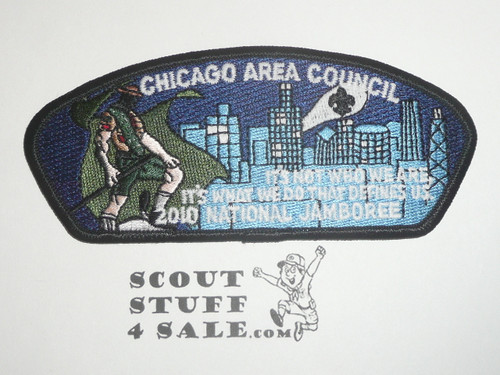 CHICAGO AREA COUNCIL
IT'S NOT WHO WE ARE
IT'S WHAT WE DO THAT DEFINES US.
2010 NATIONAL JAMBOREE
SCOUT
STUFF
4 SALE.COM